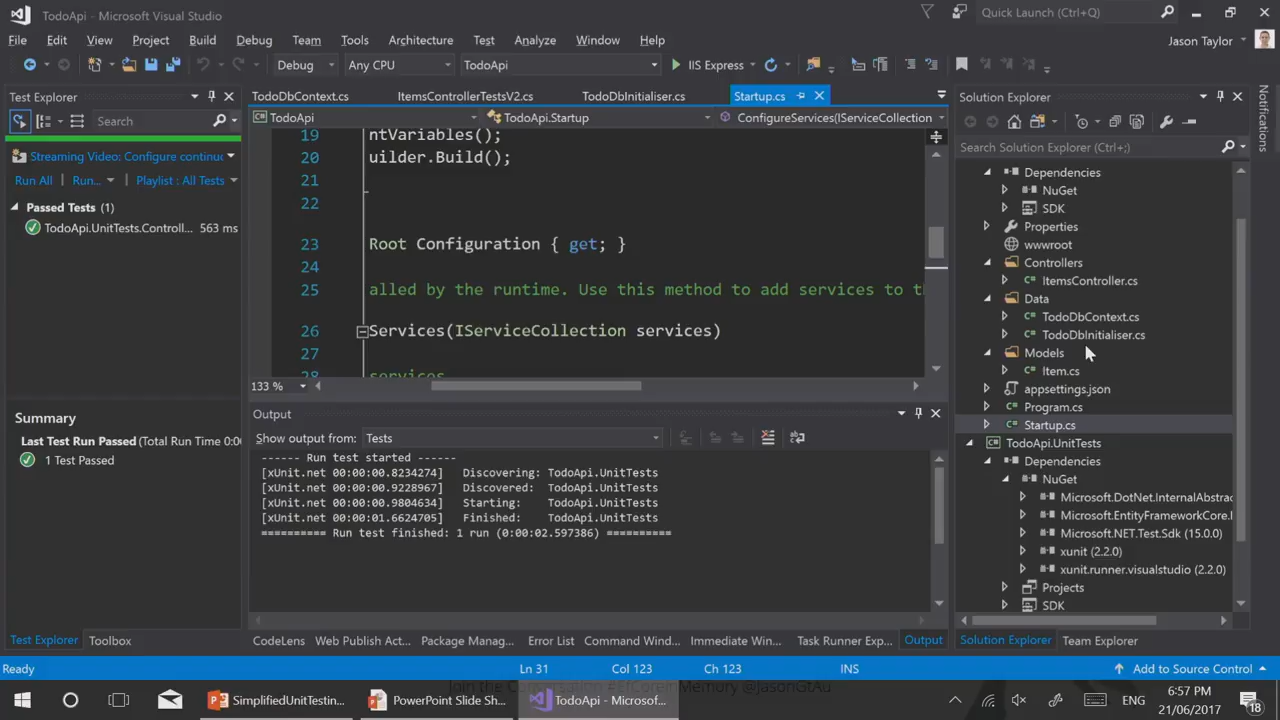 TodoApi - Microsoft Visual Studio
Quick Launch (Ctrl+Q)
File Edit View Project Build Debug Team Tools Architecture Test Analyze Window Help
Jason Taylor
Debug Any CPU TodoApi IIS Express
Test Explorer
Search
Streaming Video: Configure continuc
Run All Run... Playlist : All Tests
Passed Tests (1)
TodoApi.UnitTests.Controll... 563 ms
Summary
Last Test Run Passed (Total Run Time 0:0
1 Test Passed
Test Explorer Toolbox
TodoDbContext.cs ItemsControllerTestsV2.cs TodoDbInitialiser.cs Startup.cs
TodoApi TodoApi.Startup ConfigureServices(IServiceCollection
19 ntVariables();
20 uilder.Build();
21
22
23 Root Configuration { get; }
24
25 alled by the runtime. Use this method to add services to th
26 Services(IServiceCollection services)
27
28 services
133 %
Output
Show output from: Tests
------ Run test started ------
[xUnit.net 00:00:00.8234274] Discovering: TodoApi.UnitTests
[xUnit.net 00:00:00.9228967] Discovered: TodoApi.UnitTests
[xUnit.net 00:00:00.9804634] Starting: TodoApi.UnitTests
[xUnit.net 00:00:01.6624705] Finished: TodoApi.UnitTests
========== Run test finished: 1 run (0:00:02.597386) ==========
CodeLens Web Publish Act... Package Manag... Error List Command Wind... Immediate Win... Task Runner Exp... Output
Solution Explorer
Search Solution Explorer (Ctrl+;)
Dependencies
NuGet
SDK
Properties
wwwroot
Controllers
ItemsController.cs
Data
TodoDbContext.cs
TodoDbInitialiser.cs
Models
Item.cs
appsettings.json
Program.cs
Startup.cs
TodoApi.UnitTests
Dependencies
NuGet
Microsoft.DotNet.InternalAbstrac
Microsoft.EntityFrameworkCore.I
Microsoft.NET.Test.Sdk (15.0.0)
xunit (2.2.0)
xunit.runner.visualstudio (2.2.0)
Projects
SDK
Solution Explorer Team Explorer
Notifications
Ready Ln 31 Col 123 Ch 123 INS Add to Source Control
Join the Conversation #EFCoreInMemory @JasonGtAu
SimplifiedUnitTesting... PowerPoint Slide Sh... TodoApi - Microsoft... ENG 6:57 PM
21/06/2017
18